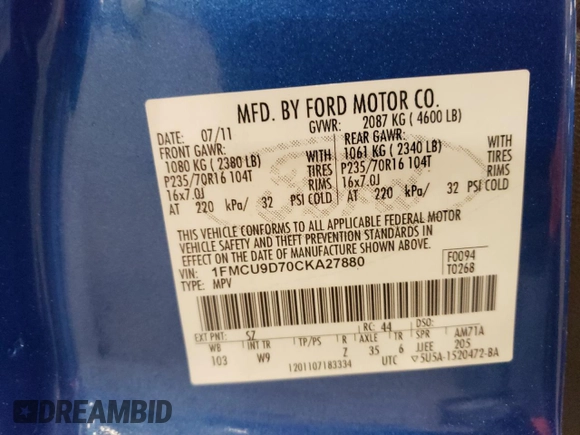 MFD. BY FORD MOTOR CO.
DATE: 07/11 GVWR: 2087 KG ( 4600 LB)
FRONT GAWR: REAR GAWR:
1080 KG ( 2380 LB) WITH 1061 KG ( 2340 LB) WITH
P235/70R16 104T TIRES P235/70R16 104T TIRES
16x7.0J RIMS 16x7.0J RIMS
AT 220 kPa/ 32 PSI COLD AT 220 kPa/ 32 PSI COLD
THIS VEHICLE CONFORMS TO ALL APPLICABLE FEDERAL MOTOR
VEHICLE SAFETY AND THEFT PREVENTION STANDARDS IN
EFFECT ON THE DATE OF MANUFACTURE SHOWN ABOVE.
VIN: 1FMCU9D70CKA27880 F0094
TYPE: MPV T0268
EXT PNT: SZ RC: 44 DSO:
WB INT TR TP/PS R AXLE TR SPR AM71A
103 W9 2 35 6 JJEE 205
1201107183334 UTC ▽5U5A-1520472-BA
DREAMBID